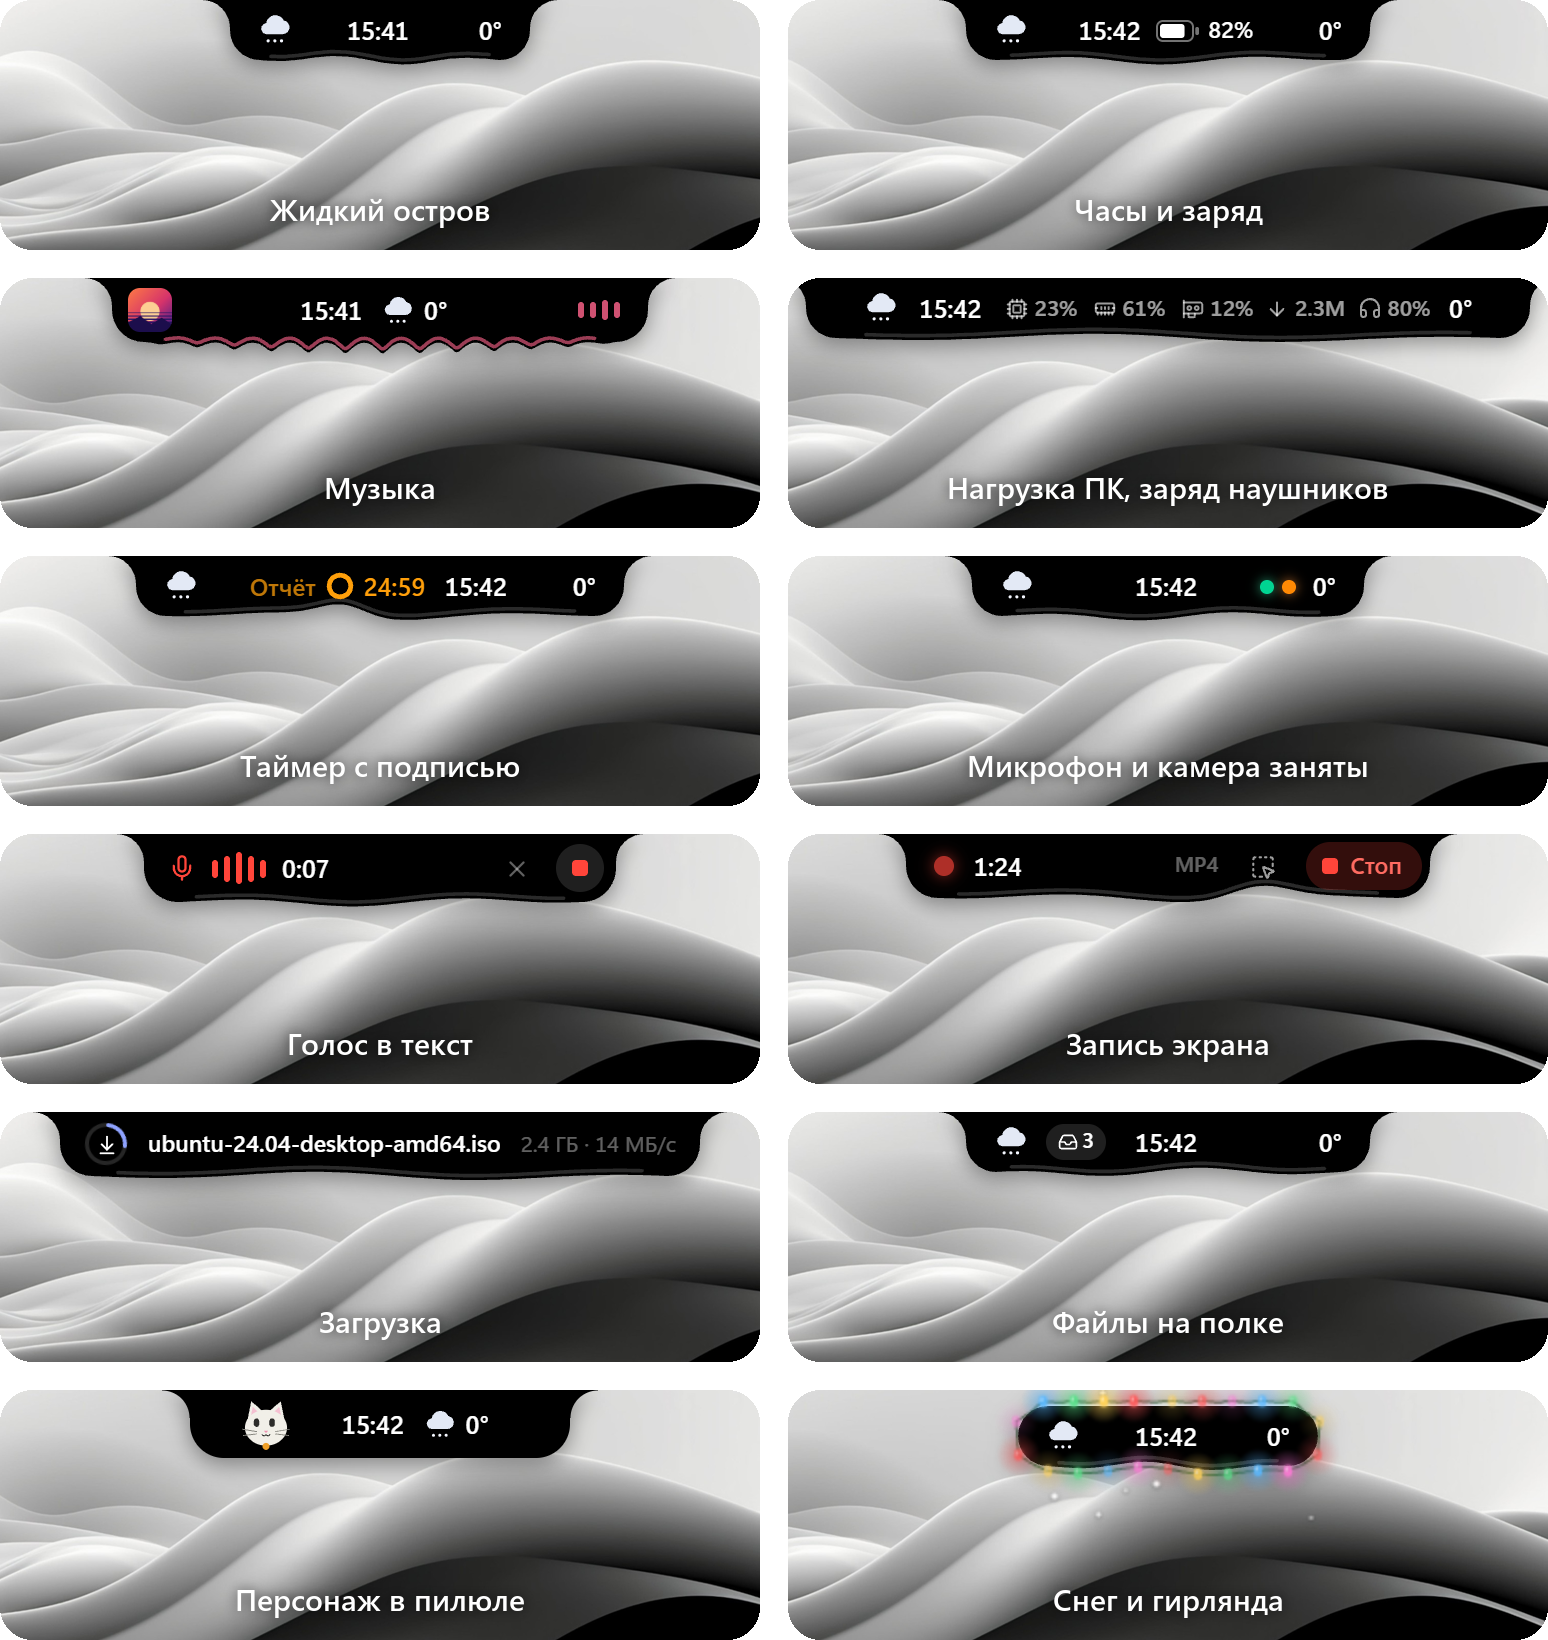 15:41 0°
Жидкий остров
15:42 82% 0°
Часы и заряд
15:41 0°
Музыка
15:42 23% 61% 12% 2.3M 80% 0°
Нагрузка ПК, заряд наушников
Отчёт 24:59 15:42 0°
Таймер с подписью
15:42 0°
Микрофон и камера заняты
0:07
Голос в текст
1:24 MP4 Стоп
Запись экрана
ubuntu-24.04-desktop-amd64.iso 2.4 ГБ · 14 МБ/с
Загрузка
3 15:42 0°
Файлы на полке
15:42 0°
Персонаж в пилюле
15:42 0°
Снег и гирлянда